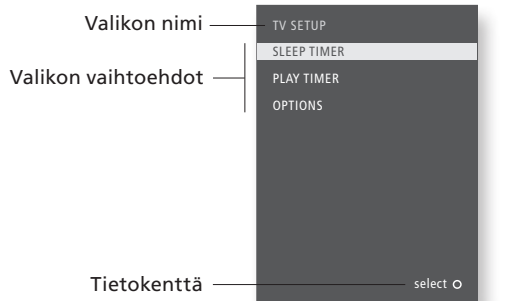 Valikon nimi
TV SETUP
SLEEP TIMER
Valikon vaihtoehdot
PLAY TIMER
OPTIONS
Tietokenttä
select